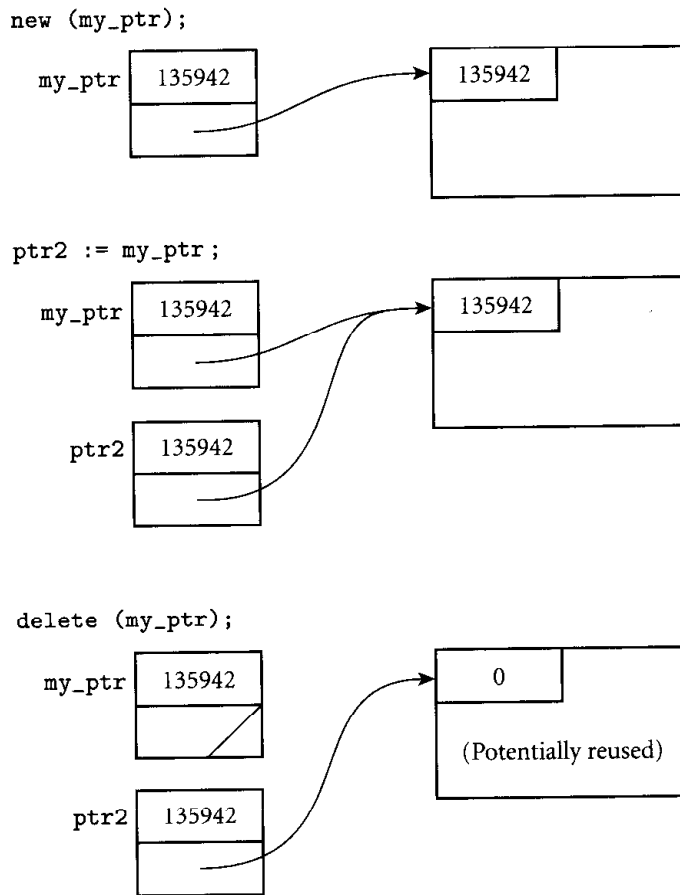 new (my_ptr);
my_ptr 135942 135942
ptr2 := my_ptr;
my_ptr 135942 135942
ptr2 135942
delete (my_ptr);
my_ptr 135942 0
(Potentially reused)
ptr2 135942